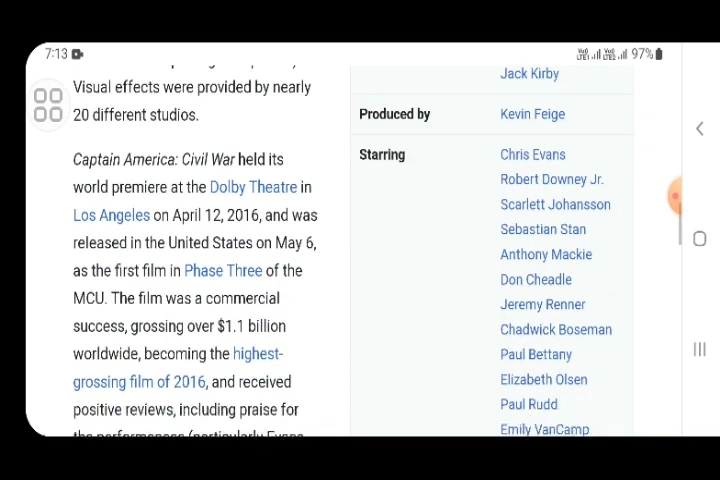 7:13
97%
Visual effects were provided by nearly
20 different studios.
Captain America: Civil War held its
world premiere at the Dolby Theatre in
Los Angeles on April 12, 2016, and was
released in the United States on May 6,
as the first film in Phase Three of the
MCU. The film was a commercial
success, grossing over $1.1 billion
worldwide, becoming the highest-
grossing film of 2016, and received
positive reviews, including praise for
the performances (particularly Evans
Jack Kirby
Produced by Kevin Feige
Starring Chris Evans
Robert Downey Jr.
Scarlett Johansson
Sebastian Stan
Anthony Mackie
Don Cheadle
Jeremy Renner
Chadwick Boseman
Paul Bettany
Elizabeth Olsen
Paul Rudd
Emily VanCamp